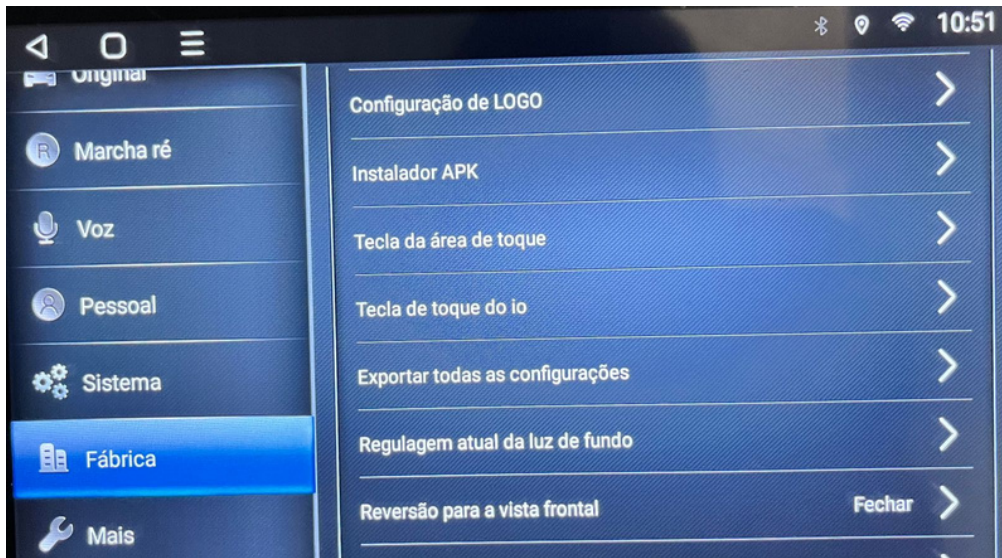 10:51
Original
Marcha ré
Voz
Pessoal
Sistema
Fábrica
Mais
Configuração de LOGO
Instalador APK
Tecla da área de toque
Tecla de toque do io
Exportar todas as configurações
Regulagem atual da luz de fundo
Reversão para a vista frontal Fechar